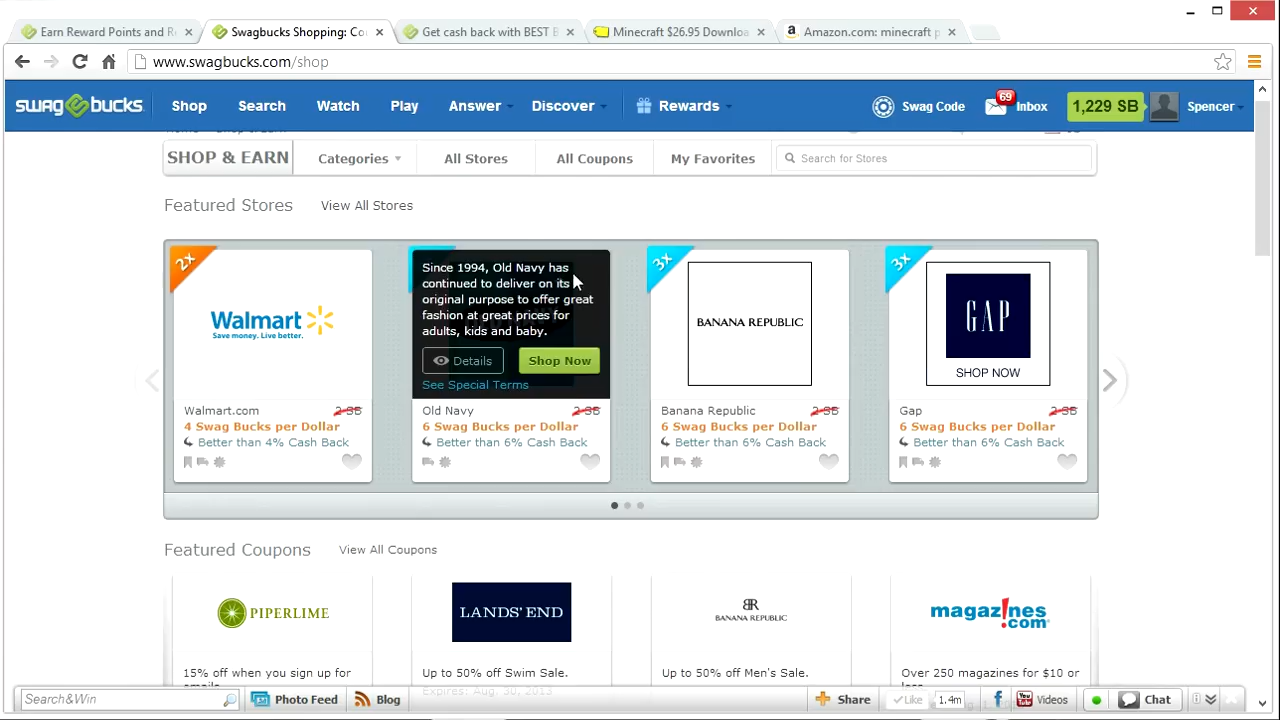 Earn Reward Points and R
Swagbucks Shopping: Co
Get cash back with BEST B
Minecraft $26.95 Downloa
Amazon.com: minecraft p
www.swagbucks.com/shop
swagbucks
Shop
Search
Watch
Play
Answer
Discover
Rewards
Swag Code
69
Inbox
1,229 SB
Spencer
SHOP & EARN
Categories
All Stores
All Coupons
My Favorites
Search for Stores
Featured Stores
View All Stores
2x
Walmart
Save money. Live better.
Walmart.com
2 SB
4 Swag Bucks per Dollar
Better than 4% Cash Back
Since 1994, Old Navy has
continued to deliver on its
original purpose to offer great
fashion at great prices for
adults, kids and baby.
Details
Shop Now
See Special Terms
Old Navy
2 SB
6 Swag Bucks per Dollar
Better than 6% Cash Back
3x
BANANA REPUBLIC
Banana Republic
2 SB
6 Swag Bucks per Dollar
Better than 6% Cash Back
3x
GAP
SHOP NOW
Gap
2 SB
6 Swag Bucks per Dollar
Better than 6% Cash Back
Featured Coupons
View All Coupons
PIPERLIME
15% off when you sign up for
emails
LANDS' END
Up to 50% off Swim Sale.
Expires: Aug. 30, 2013
BR
BANANA REPUBLIC
Up to 50% off Men's Sale.
magazines
.com
Over 250 magazines for $10 or
less
Search&Win
Photo Feed
Blog
Share
Like
1.4m
You
Tube
Videos
Chat